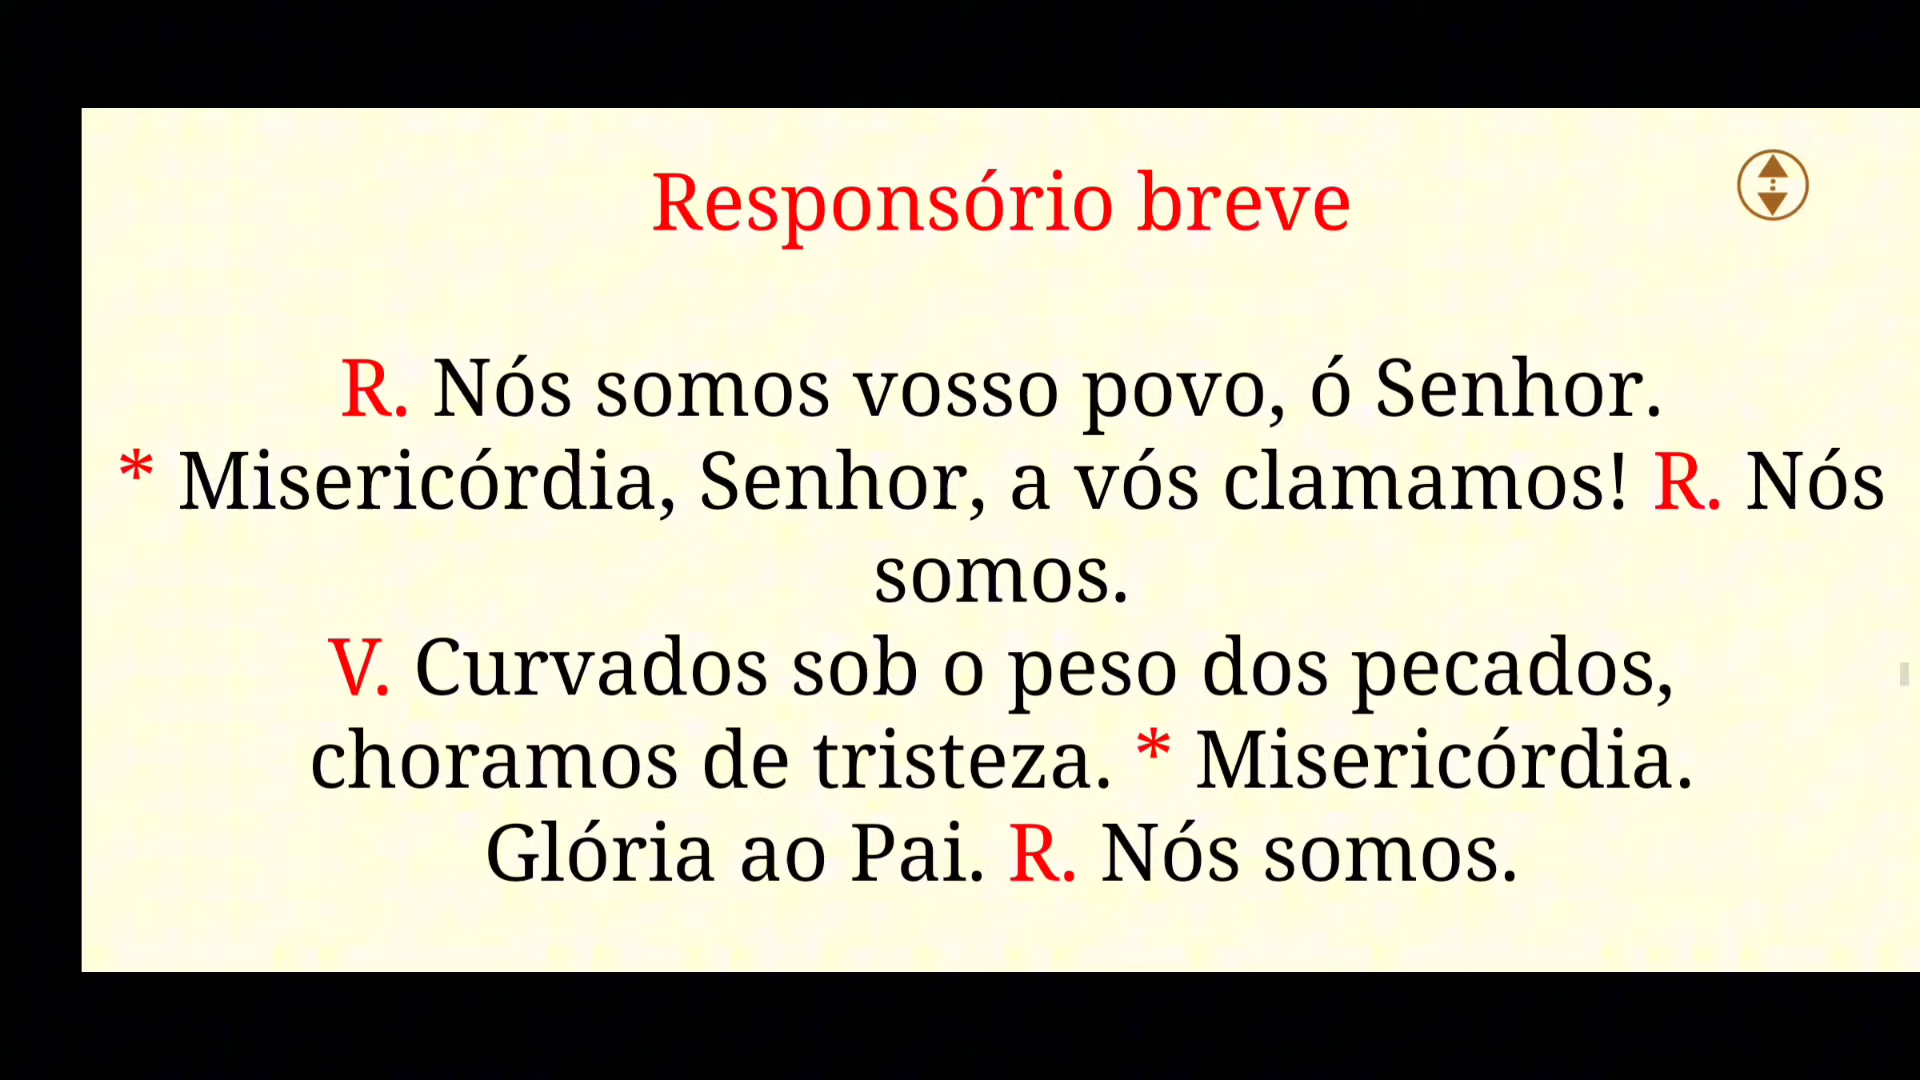 Responsório breve
R. Nós somos vosso povo, ó Senhor.
* Misericórdia, Senhor, a vós clamamos! R. Nós
somos.
V. Curvados sob o peso dos pecados,
choramos de tristeza. * Misericórdia.
Glória ao Pai. R. Nós somos.